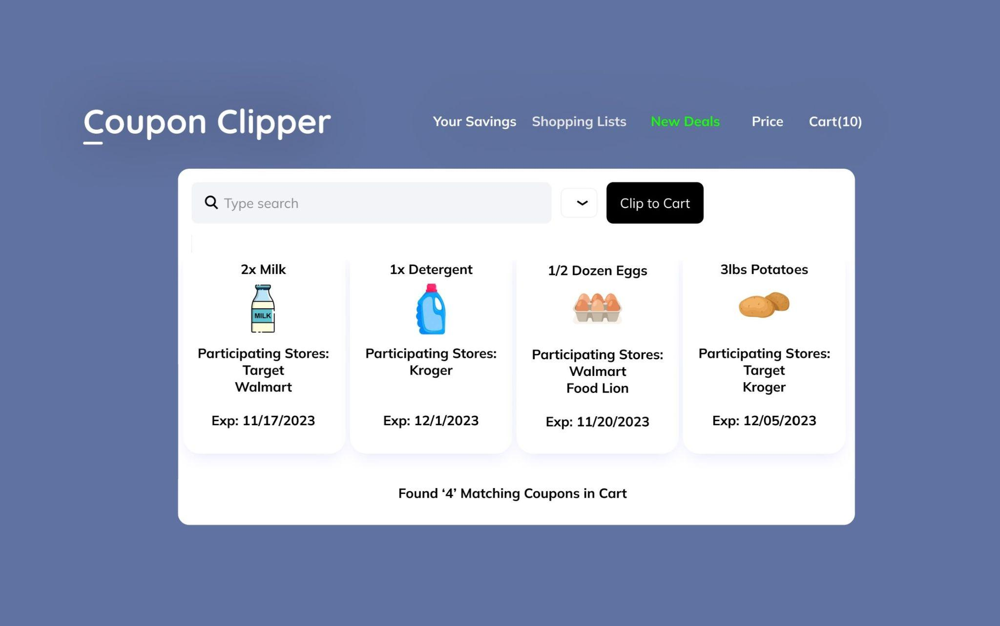 Coupon Clipper
Your Savings
Shopping Lists
New Deals
Price
Cart(10)
Type search
Clip to Cart
2x Milk
MILK
Participating Stores:
Target
Walmart
Exp: 11/17/2023
1x Detergent
Participating Stores:
Kroger
Exp: 12/1/2023
1/2 Dozen Eggs
Participating Stores:
Walmart
Food Lion
Exp: 11/20/2023
3lbs Potatoes
Participating Stores:
Target
Kroger
Exp: 12/05/2023
Found ‘4’ Matching Coupons in Cart